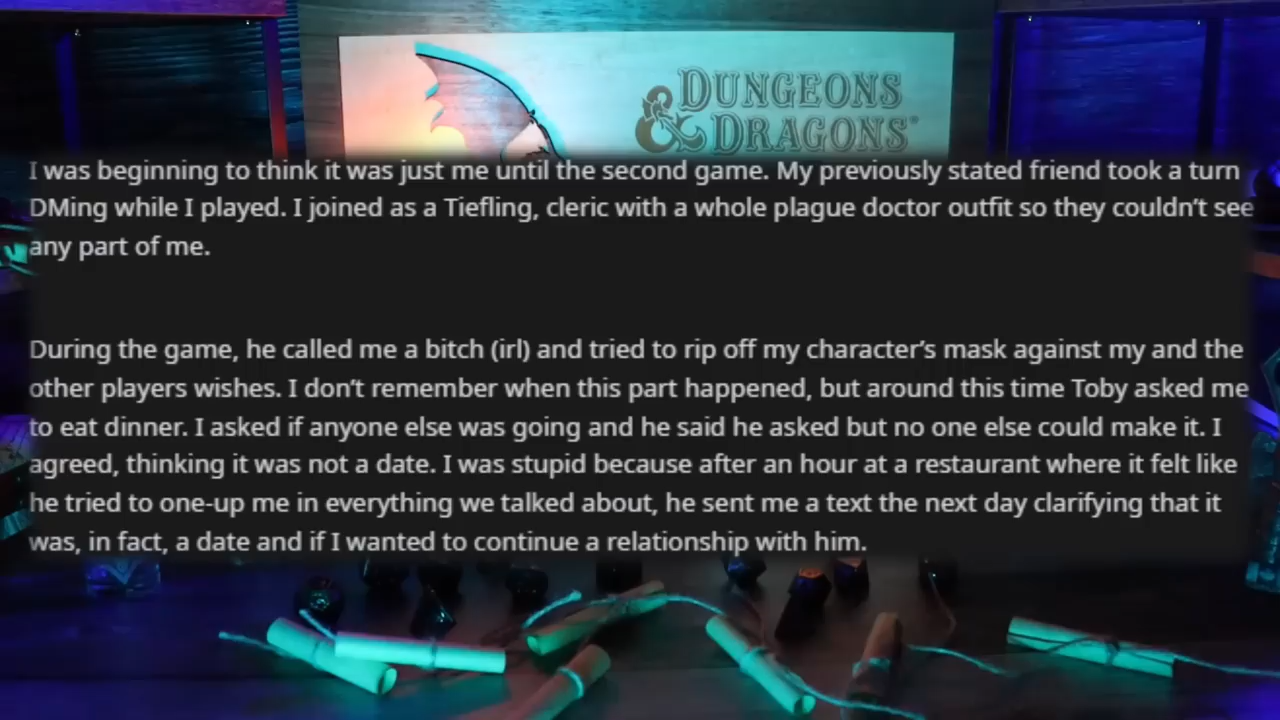 DUNGEONS
& DRAGONS®
I was beginning to think it was just me until the second game. My previously stated friend took a turn
DMing while I played. I joined as a Tiefling, cleric with a whole plague doctor outfit so they couldn't see
any part of me.
During the game, he called me a bitch (irl) and tried to rip off my character's mask against my and the
other players wishes. I don't remember when this part happened, but around this time Toby asked me
to eat dinner. I asked if anyone else was going and he said he asked but no one else could make it. I
agreed, thinking it was not a date. I was stupid because after an hour at a restaurant where it felt like
he tried to one-up me in everything we talked about, he sent me a text the next day clarifying that it
was, in fact, a date and if I wanted to continue a relationship with him.